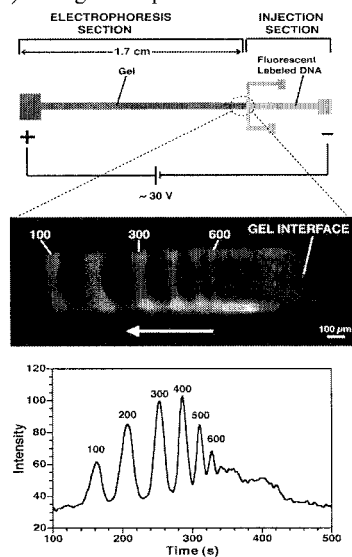 ELECTROPHORESIS SECTION
INJECTION SECTION
1.7 cm
Gel
Fluorescent Labeled DNA
+
−
~ 30 V
100
300
600
GEL INTERFACE
100 µm
120
100
80
60
40
20
Intensity
100
200
300
400
500
600
100
200
300
400
500
Time (s)